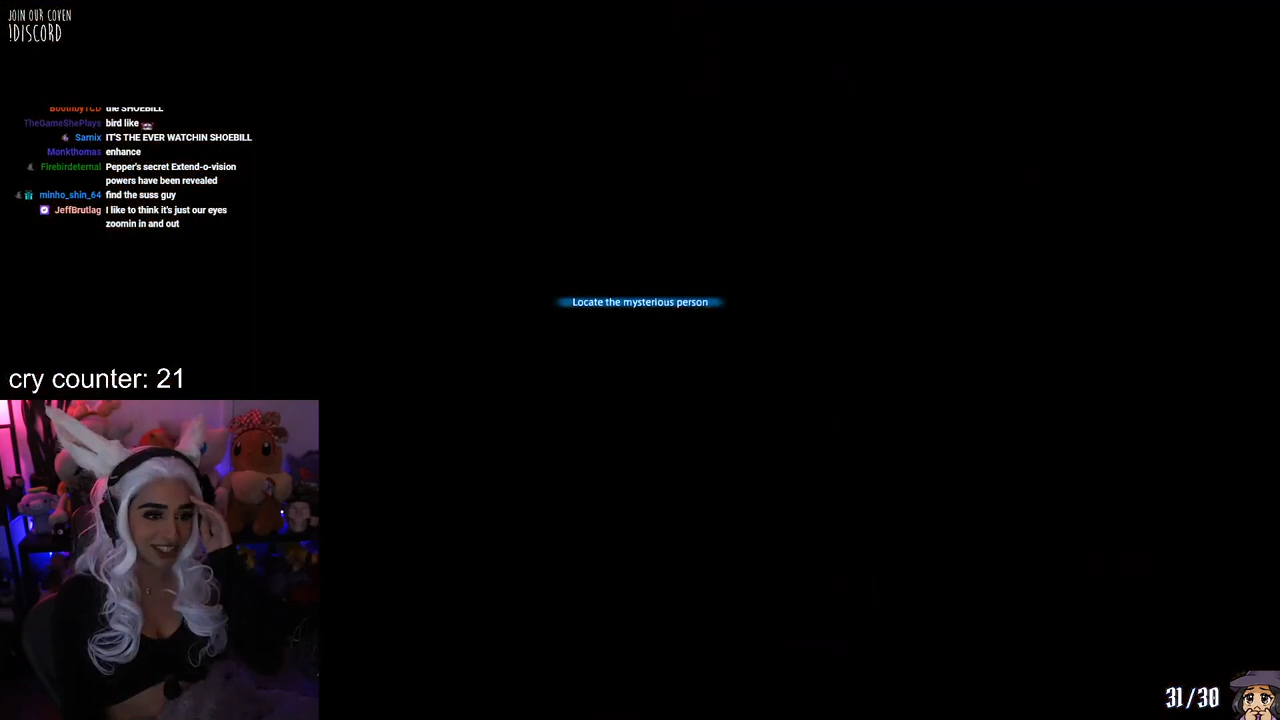 JOIN OUR COVEN
!DISCORD
BoothbyTCD the SHOEBILL
TheGameShePlays bird like
Samix IT'S THE EVER WATCHIN SHOEBILL
Monkthomas enhance
Firebirdeternal Pepper's secret Extend-o-vision
powers have been revealed
minho_shin_64 find the suss guy
JeffBrutlag I like to think it's just our eyes
zoomin in and out
Locate the mysterious person
cry counter: 21
31/30